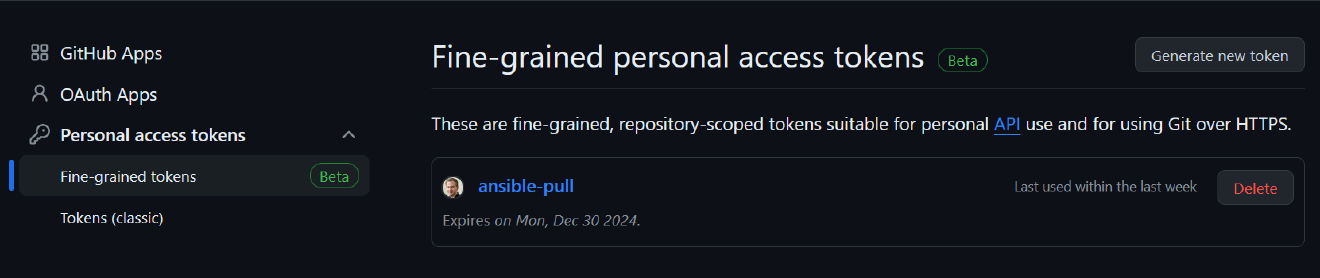 GitHub Apps
OAuth Apps
Personal access tokens
Fine-grained tokens Beta
Tokens (classic)
Fine-grained personal access tokens Beta
Generate new token
These are fine-grained, repository-scoped tokens suitable for personal API use and for using Git over HTTPS.
ansible-pull
Last used within the last week
Delete
Expires on Mon, Dec 30 2024.